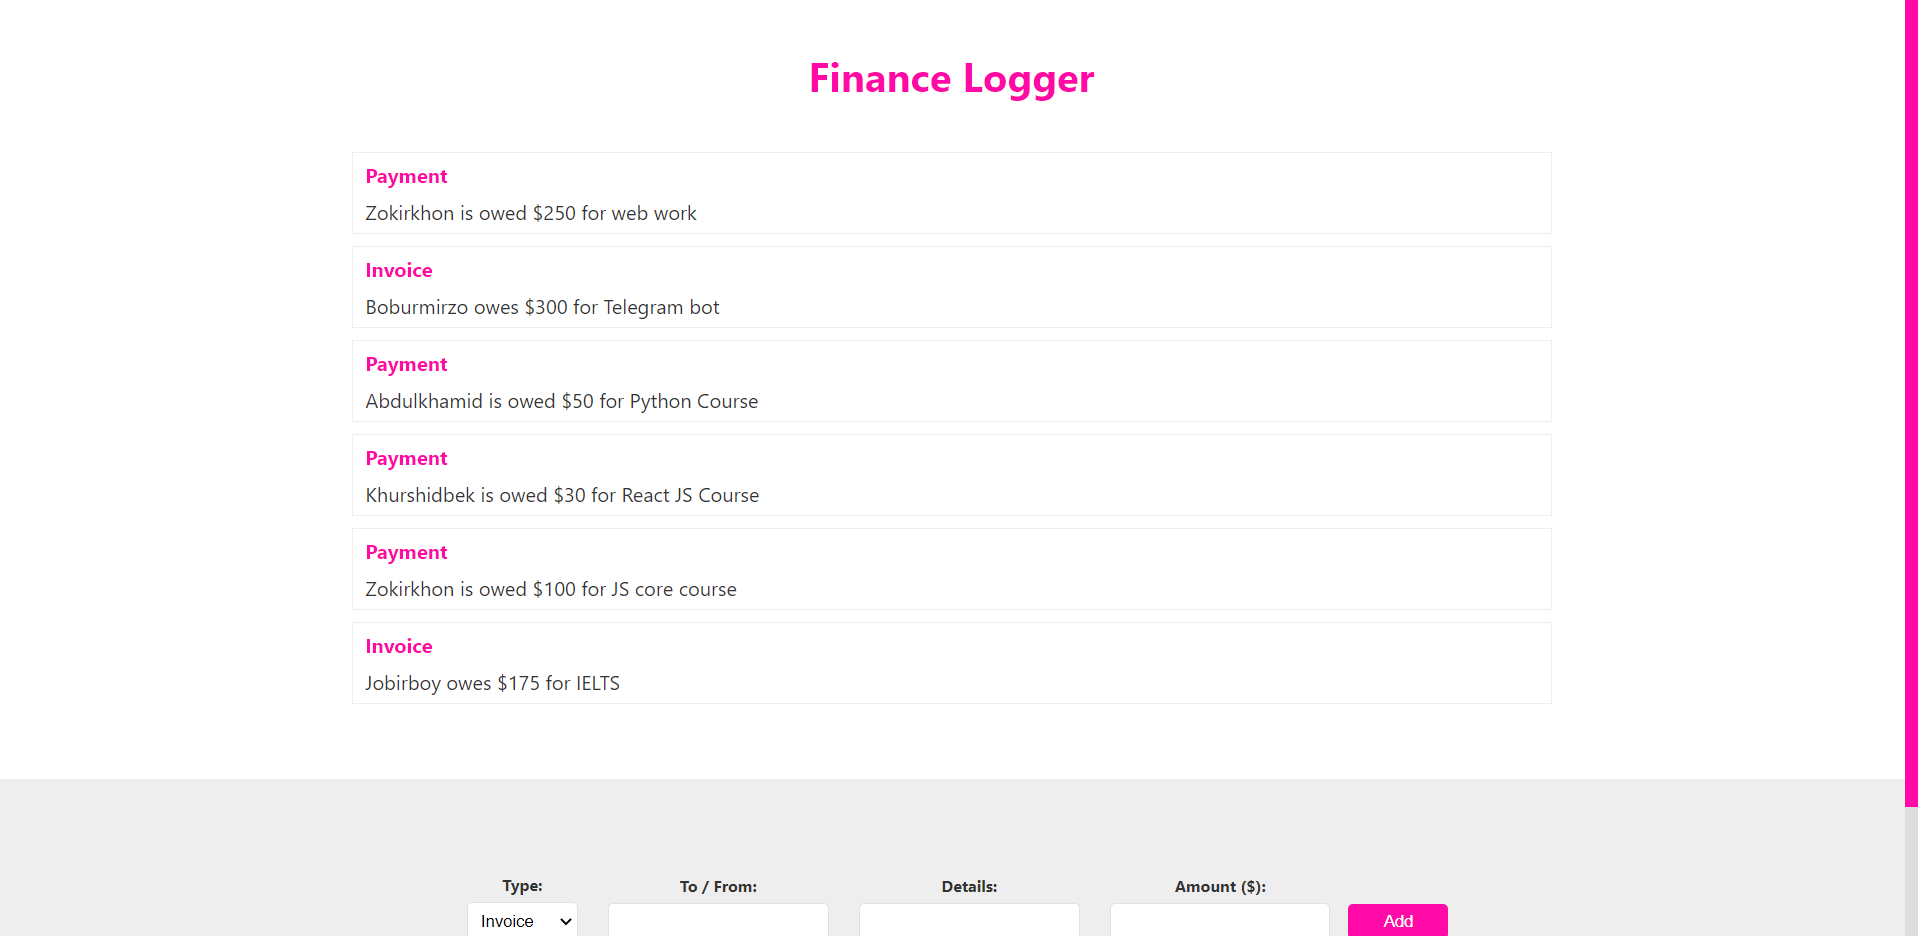 Finance Logger
Payment
Zokirkhon is owed $250 for web work
Invoice
Boburmirzo owes $300 for Telegram bot
Payment
Abdulkhamid is owed $50 for Python Course
Payment
Khurshidbek is owed $30 for React JS Course
Payment
Zokirkhon is owed $100 for JS core course
Invoice
Jobirboy owes $175 for IELTS
Type: To / From: Details: Amount ($):
Invoice Add